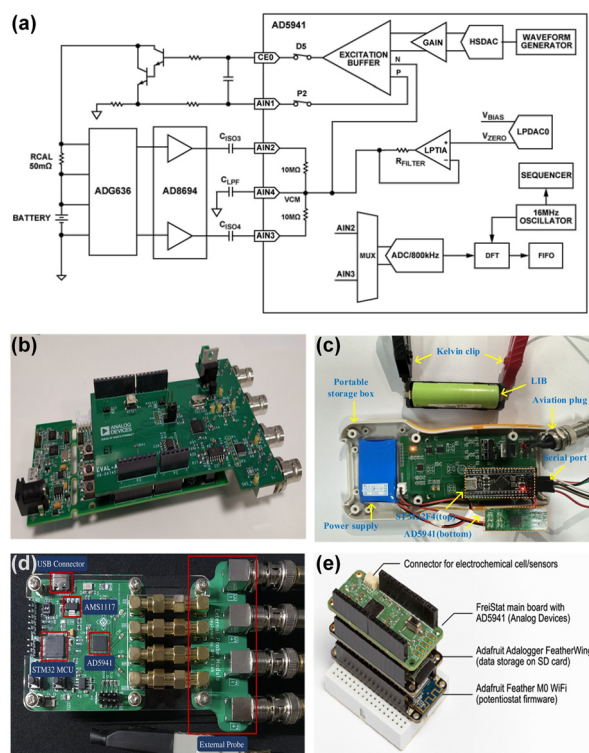 (a)
AD5941
CE0
D5
EXCITATION
BUFFER
GAIN
HSDAC
WAVEFORM
GENERATOR
N
P
AIN1
P2
RCAL
50mΩ
ADG636
AD8694
CISO3
AIN2
10MΩ
CLPF
AIN4
VCM
10MΩ
BATTERY
CISO4
AIN3
RFILTER
LPTIA
+
−
VBIAS
VZERO
LPDAC0
SEQUENCER
16MHz
OSCILLATOR
AIN2
AIN3
MUX
ADC/800kHz
DFT
FIFO
(b)
ANALOG
DEVICES
(c)
Kelvin clip
LIB
Portable
storage box
Aviation plug
Serial port
Power supply
STM32F4(top)
AD5941(bottom)
(d)
USB Connector
AMS1117
STM32 MCU
AD5941
External Probe
(e)
Connector for electrochemical cell/sensors
FreiStat main board with
AD5941 (Analog Devices)
Adafruit Adalogger FeatherWing
(data storage on SD card)
Adafruit Feather M0 WiFi
(potentiostat firmware)